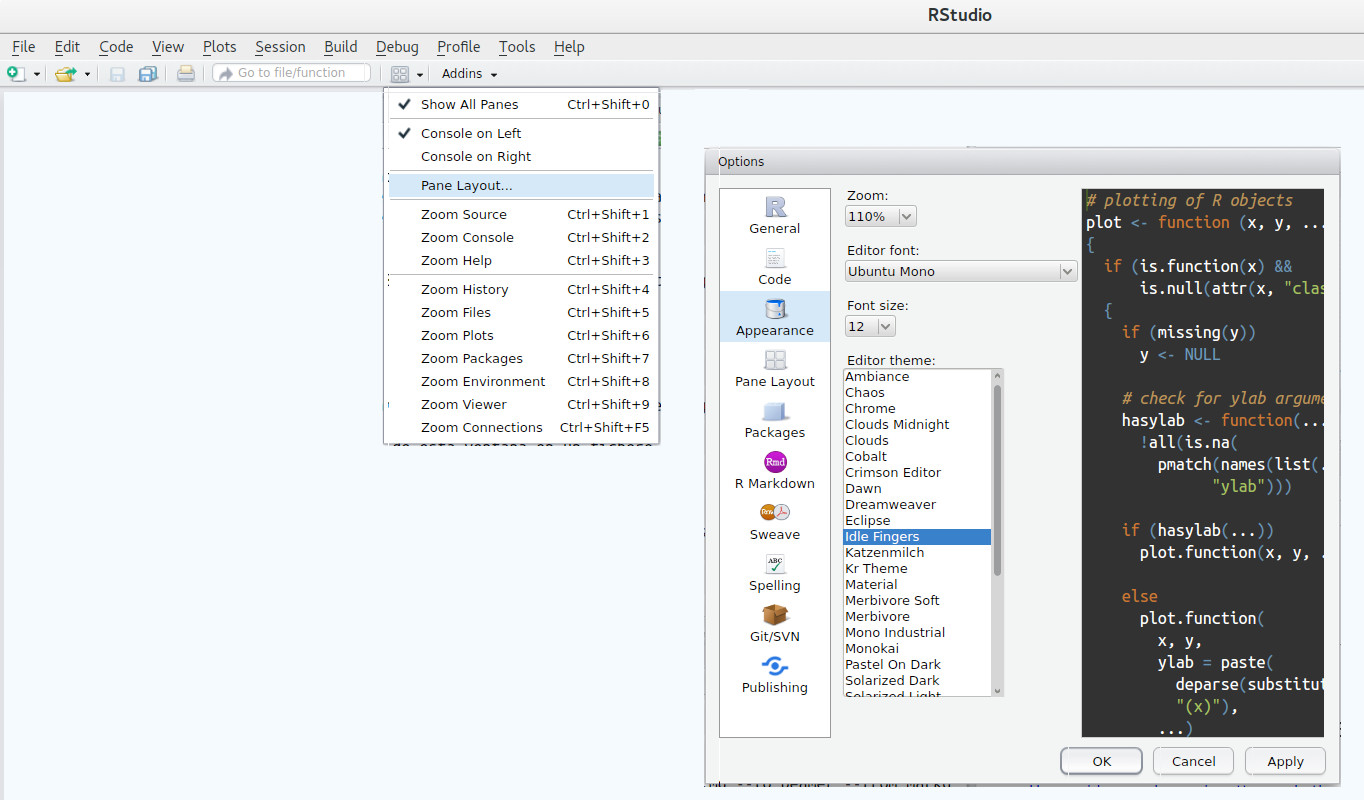 RStudio
File Edit Code View Plots Session Build Debug Profile Tools Help
Go to file/function Addins
Show All Panes Ctrl+Shift+0
Console on Left
Console on Right
Pane Layout...
Zoom Source Ctrl+Shift+1
Zoom Console Ctrl+Shift+2
Zoom Help Ctrl+Shift+3
Zoom History Ctrl+Shift+4
Zoom Files Ctrl+Shift+5
Zoom Plots Ctrl+Shift+6
Zoom Packages Ctrl+Shift+7
Zoom Environment Ctrl+Shift+8
Zoom Viewer Ctrl+Shift+9
Zoom Connections Ctrl+Shift+F5
Options
R
General
Code
Appearance
Pane Layout
Packages
Rmd
R Markdown
Rnw
Sweave
ABC
Spelling
Git/SVN
Publishing
Zoom:
110%
Editor font:
Ubuntu Mono
Font size:
12
Editor theme:
Ambiance
Chaos
Chrome
Clouds Midnight
Clouds
Cobalt
Crimson Editor
Dawn
Dreamweaver
Eclipse
Idle Fingers
Katzenmilch
Kr Theme
Material
Merbivore Soft
Merbivore
Mono Industrial
Monokai
Pastel On Dark
Solarized Dark
Solarized Light
# plotting of R objects
plot <- function (x, y, ...
{
if (is.function(x) &&
is.null(attr(x, "clas
{
if (missing(y))
y <- NULL
# check for ylab argume
hasylab <- function(...
!all(is.na(
pmatch(names(list(.
"ylab")))
if (hasylab(...))
plot.function(x, y, .
else
plot.function(
x, y,
ylab = paste(
deparse(substitut
"(x)"),
...)
OK Cancel Apply